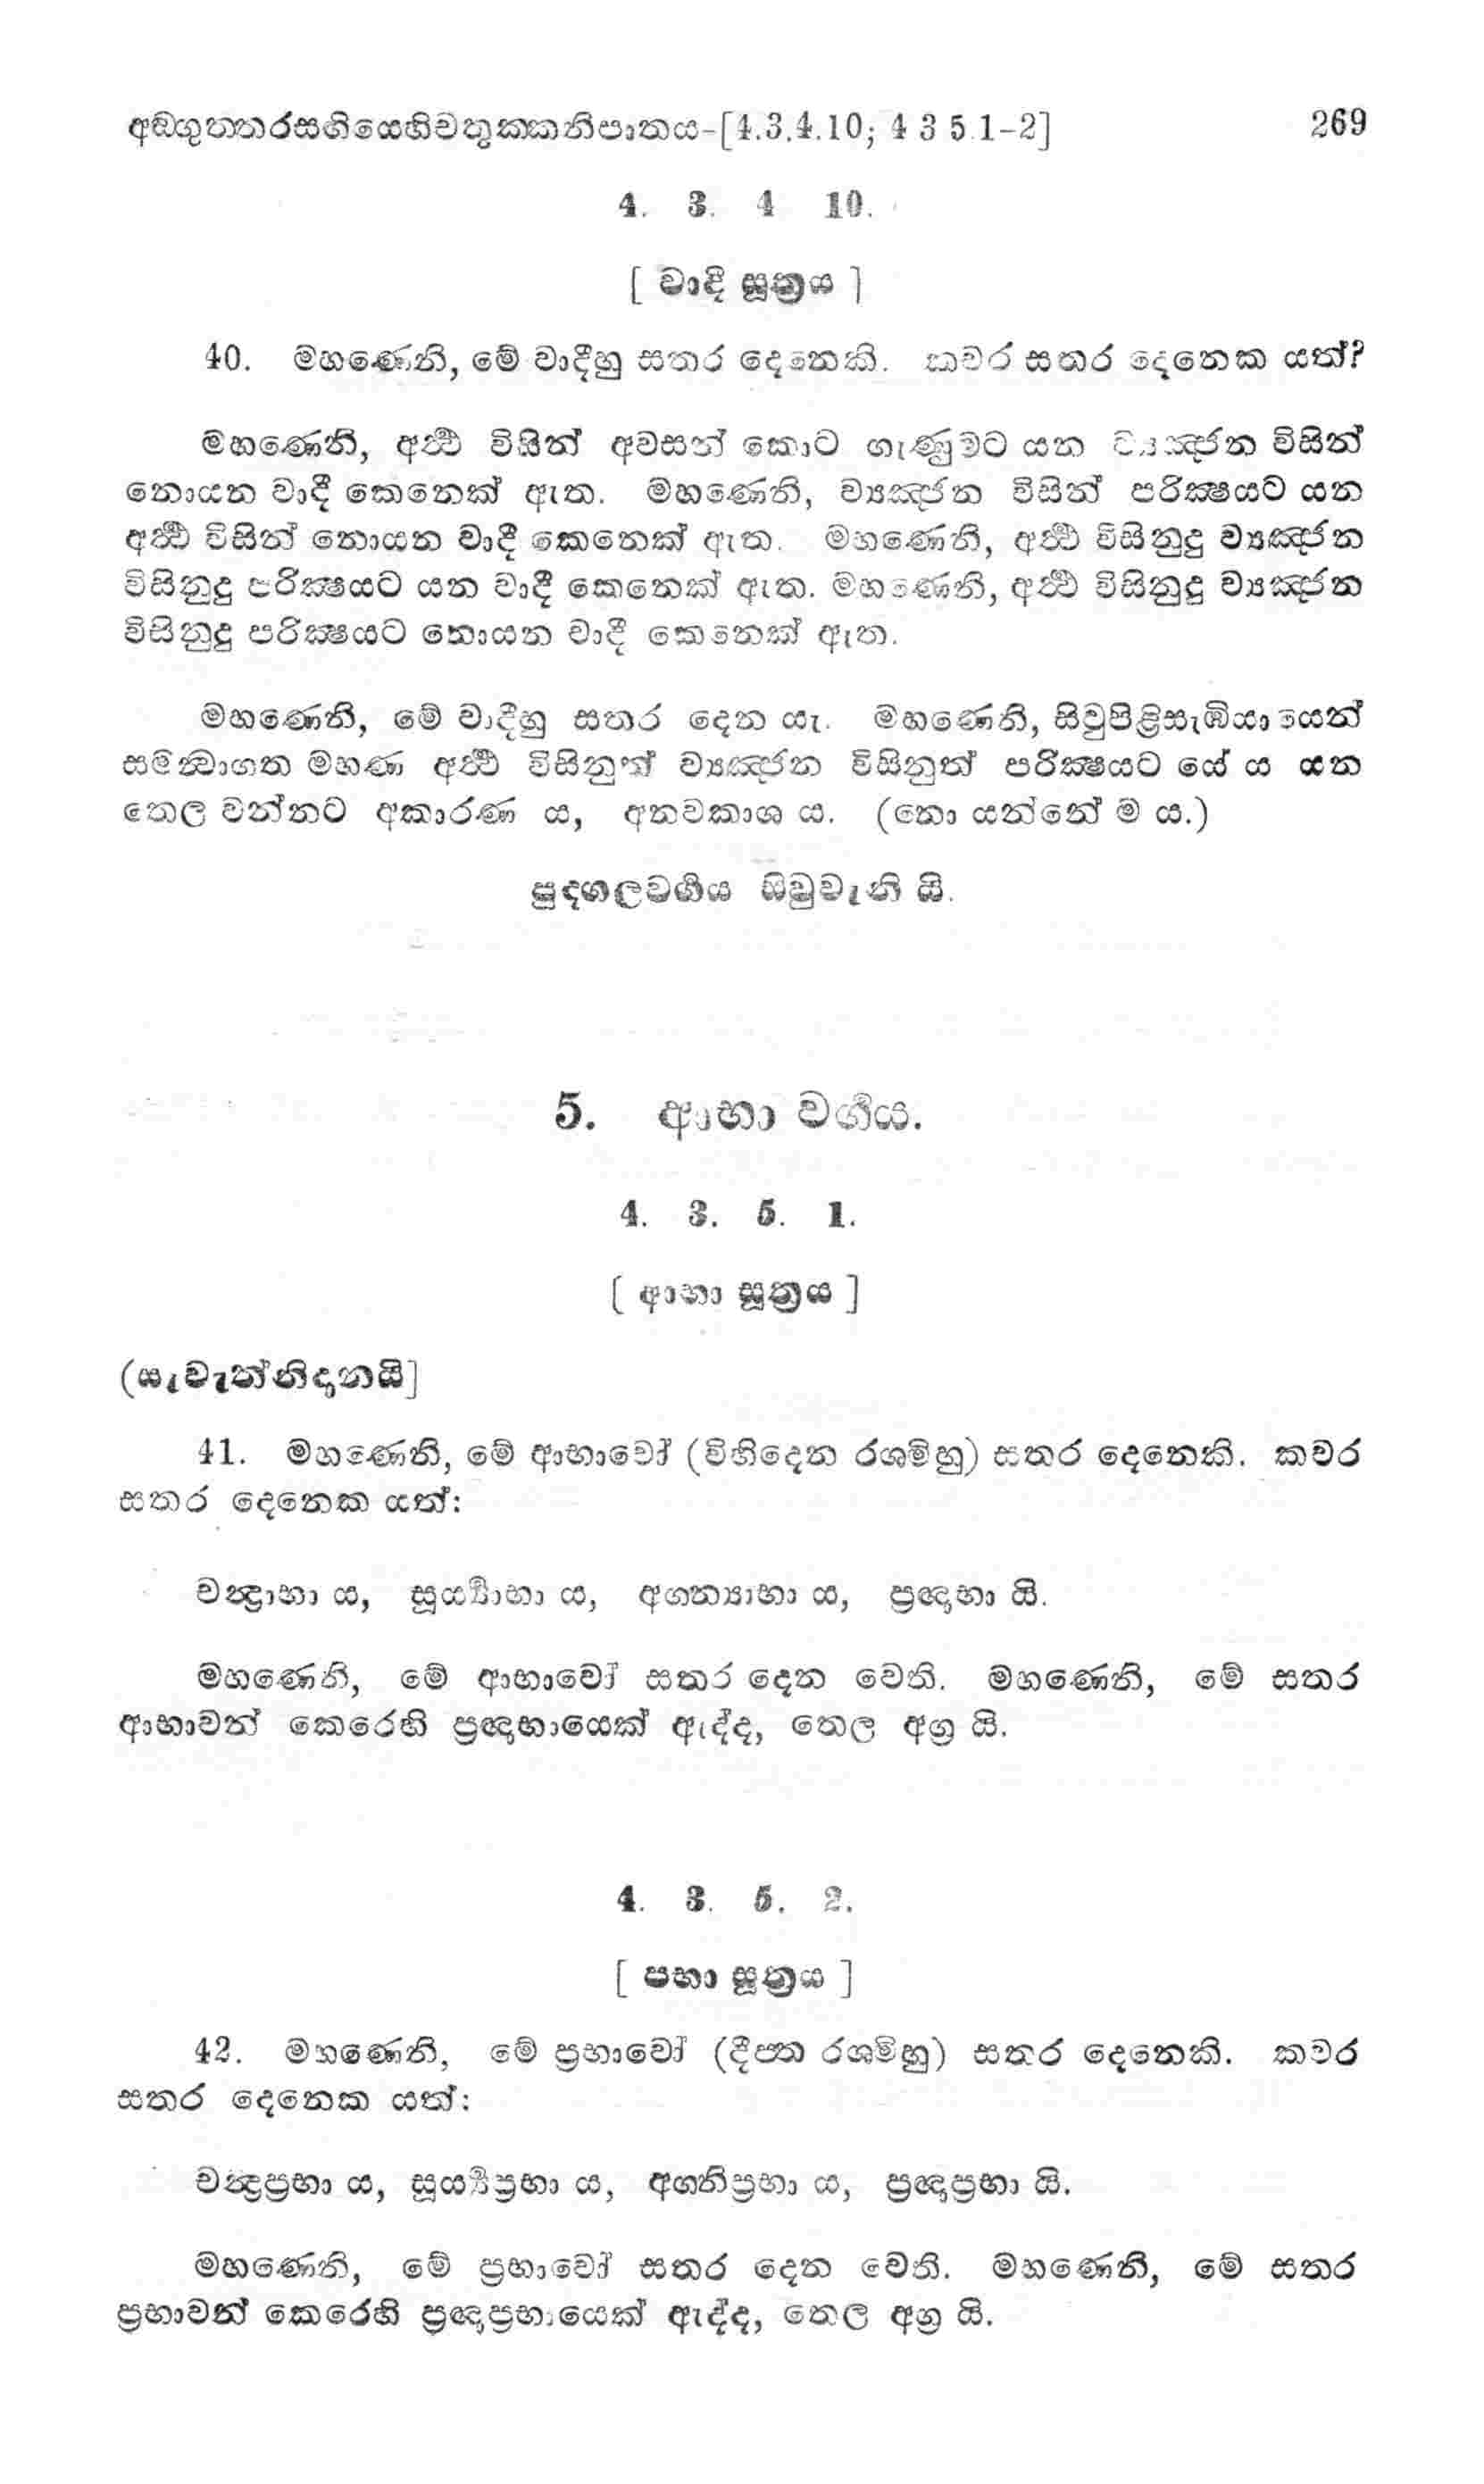 අඞගුතතරසඟියෙහිචතුකකනිපාතය-[4.3.4.10; 4 3 5.1-2] 269
4. 3. 4 10.
[ වාදී සූත්‍රය ]
40. මහණෙනි, මේ වාදීහු සතර දෙනෙකි. කවර සතර දෙනෙක යත්?
මහණෙනි, අර්‍ත්‍ථ විසින් අවසන් කොට ගැණුමට යන ව්‍යඤ්ජන විසින්
නොයන වාදී කෙනෙක් ඇත. මහණෙනි, ව්‍යඤ්ජන විසින් පරික්‍ෂයට යන
අර්‍ත්‍ථ විසින් නොයන වාදී කෙනෙක් ඇත. මහණෙනි, අර්‍ත්‍ථ විසිනුදු ව්‍යඤ්ජන
විසිනුදු පරික්‍ෂයට යන වාදී කෙනෙක් ඇත. මහණෙනි, අර්‍ත්‍ථ විසිනුදු ව්‍යඤ්ජන
විසිනුදු පරික්‍ෂයට නොයන වාදී කෙනෙක් ඇත.
මහණෙනි, මේ වාදීහු සතර දෙන යැ. මහණෙනි, සිවුපිළිසැඹියායෙන්
සමන්‍වාගත මහණ අර්‍ත්‍ථ විසිනුත් ව්‍යඤ්ජන විසිනුත් පරික්‍ෂයට යේ ය යන
තෙල වන්නට අකාරණ ය, අනවකාශ ය. (නො යන්නේ ම ය.)
පුද්ගලවර්‍ගය සිවුවැනි යි.
5. ආභා වර්‍ගය.
4. 3. 5. 1.
[ ආභා සූත්‍රය ]
(සැවැත්නිදානයි]
41. මහණෙනි, මේ ආභාවෝ (විහිදෙන රශ්මිහු) සතර දෙනෙකි. කවර
සතර දෙනෙක යත්:
චන්‍ද්‍රාභා ය, සූර්‍ය්‍යාභා ය, අග්න්‍යාභා ය, ප්‍රඥාභා යි.
මහණෙනි, මේ ආභාවෝ සතර දෙන වෙති. මහණෙනි, මේ සතර
ආභාවන් කෙරෙහි ප්‍රඥාභායෙක් ඇද්ද, තෙල අග්‍ර යි.
4. 3. 5. 2.
[ පභා සූත්‍රය ]
42. මහණෙනි, මේ ප්‍රභාවෝ (දීප්ත රශ්මිහු) සතර දෙනෙකි. කවර
සතර දෙනෙක යත්:
චන්‍ද්‍රප්‍රභා ය, සූර්‍ය්‍යප්‍රභා ය, අග්නිප්‍රභා ය, ප්‍රඥාප්‍රභා යි.
මහණෙනි, මේ ප්‍රභාවෝ සතර දෙන වෙති. මහණෙනි, මේ සතර
ප්‍රභාවන් කෙරෙහි ප්‍රඥාප්‍රභායෙක් ඇද්ද, තෙල අග්‍ර යි.